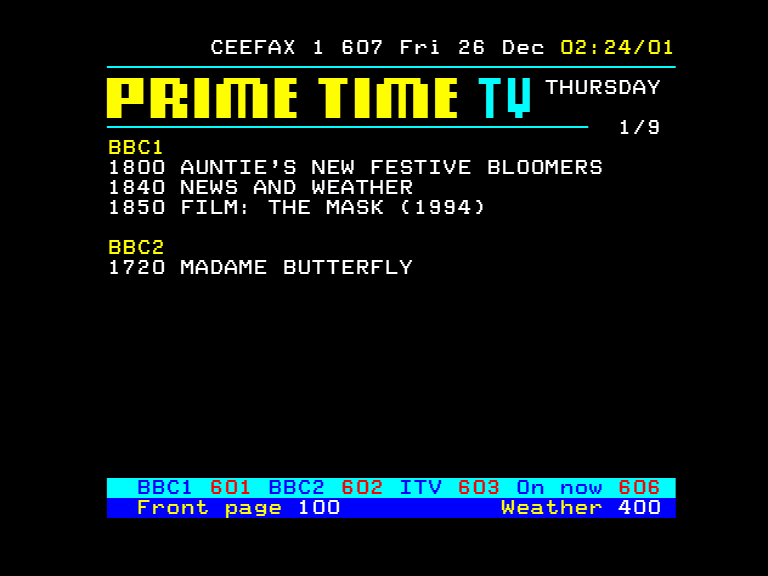 CEEFAX 1 607 Fri 26 Dec 02:24/01
PRIME TIME TV THURSDAY
1/9
BBC1
1800 AUNTIE'S NEW FESTIVE BLOOMERS
1840 NEWS AND WEATHER
1850 FILM: THE MASK (1994)
BBC2
1720 MADAME BUTTERFLY
BBC1 601 BBC2 602 ITV 603 On now 606
Front page 100 Weather 400